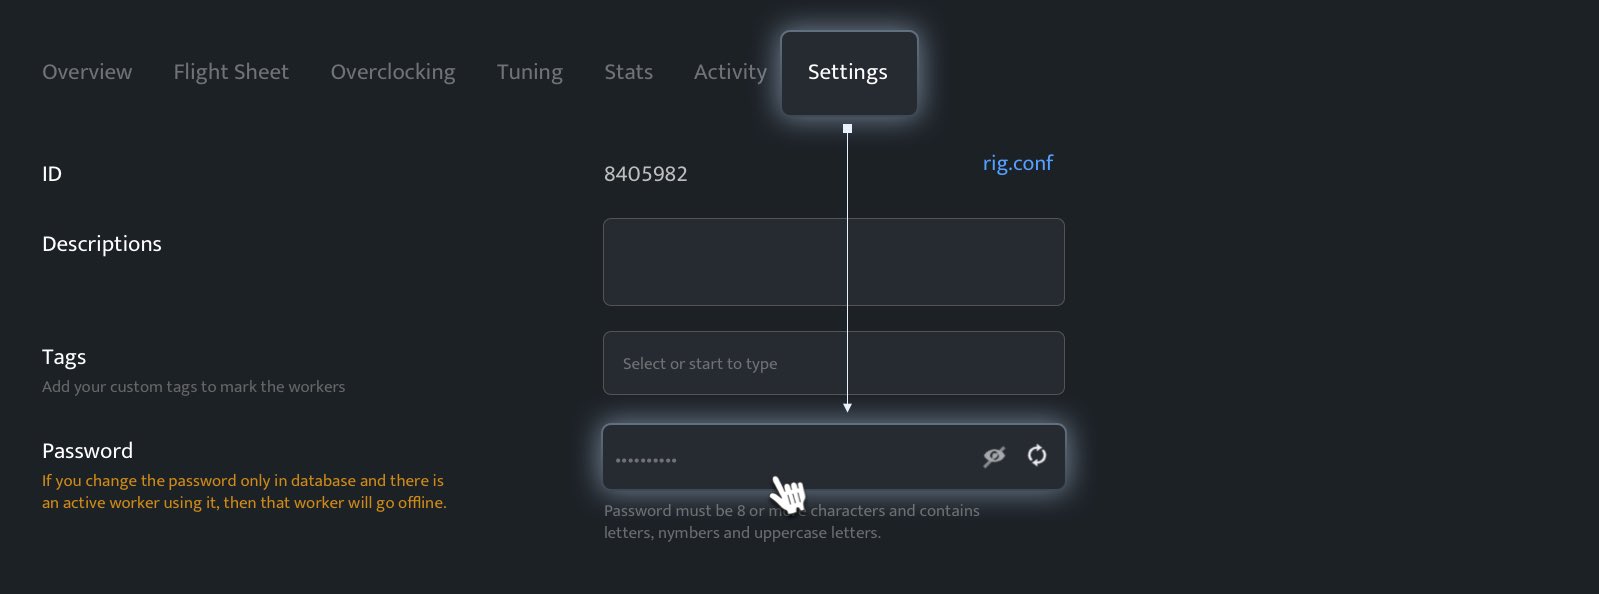 Overview Flight Sheet Overclocking Tuning Stats Activity Settings
ID 8405982 rig.conf
Descriptions
Tags
Add your custom tags to mark the workers
Select or start to type
Password
If you change the password only in database and there is
an active worker using it, then that worker will go offline.
••••••••••
Password must be 8 or more characters and contains
letters, nymbers and uppercase letters.